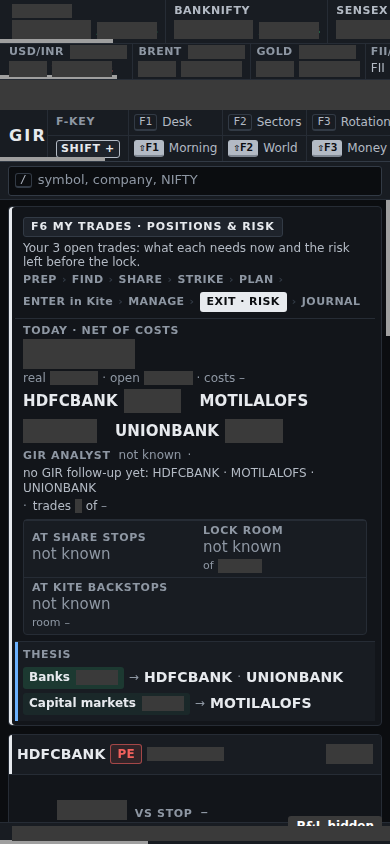 BANKNIFTY SENSEX
USD/INR BRENT GOLD FII/
FII
F-KEY F1 Desk F2 Sectors F3 Rotation
GIR
SHIFT + ⇧F1 Morning ⇧F2 World ⇧F3 Money
/ symbol, company, NIFTY
F6 MY TRADES · POSITIONS & RISK
Your 3 open trades: what each needs now and the risk
left before the lock.
PREP › FIND › SHARE › STRIKE › PLAN ›
ENTER in Kite › MANAGE › EXIT · RISK › JOURNAL
TODAY · NET OF COSTS
real · open · costs –
HDFCBANK MOTILALOFS
UNIONBANK
GIR ANALYST not known ·
no GIR follow-up yet: HDFCBANK · MOTILALOFS ·
UNIONBANK
· trades of –
AT SHARE STOPS LOCK ROOM
not known not known
of
AT KITE BACKSTOPS
not known
room –
THESIS
Banks → HDFCBANK · UNIONBANK
Capital markets → MOTILALOFS
HDFCBANK PE
VS STOP –
P&L hidden